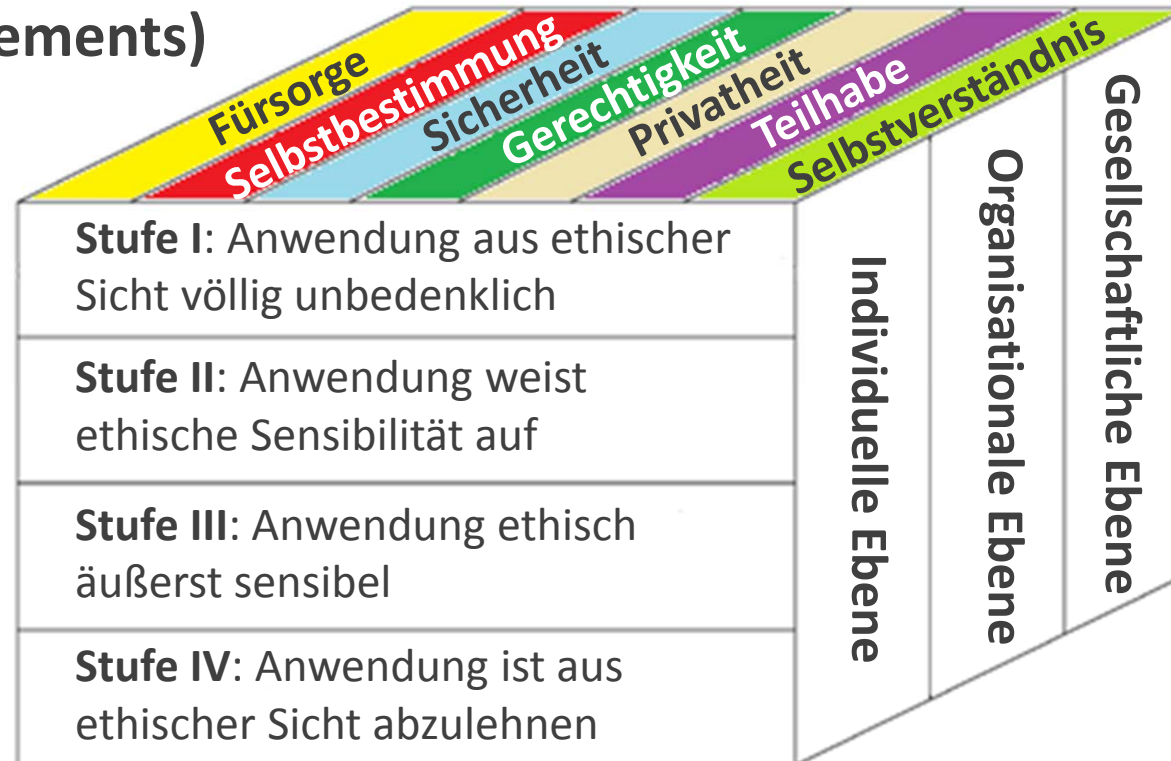 ements)
Fürsorge
Selbstbestimmung
Sicherheit
Gerechtigkeit
Privatheit
Teilhabe
Selbstverständnis
Stufe I: Anwendung aus ethischer
Sicht völlig unbedenklich
Stufe II: Anwendung weist
ethische Sensibilität auf
Stufe III: Anwendung ethisch
äußerst sensibel
Stufe IV: Anwendung ist aus
ethischer Sicht abzulehnen
Individuelle Ebene
Organisationale Ebene
Gesellschaftliche Ebene